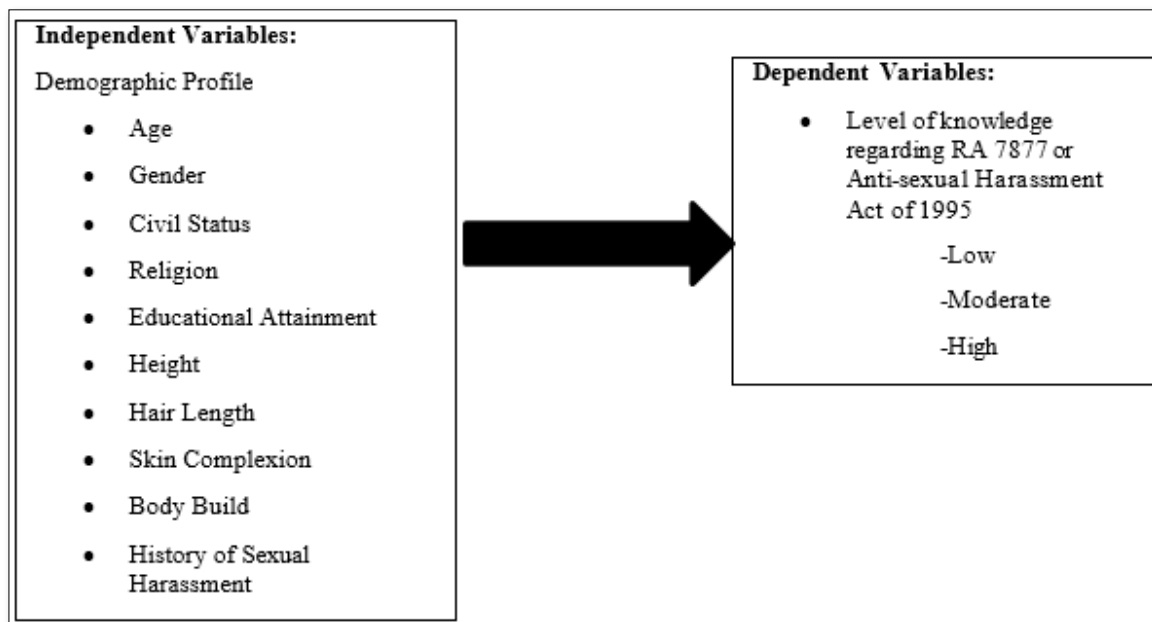 Independent Variables:
Demographic Profile
• Age
• Gender
• Civil Status
• Religion
• Educational Attainment
• Height
• Hair Length
• Skin Complexion
• Body Build
• History of Sexual
Harassment
Dependent Variables:
• Level of knowledge
regarding RA 7877 or
Anti-sexual Harassment
Act of 1995
-Low
-Moderate
-High